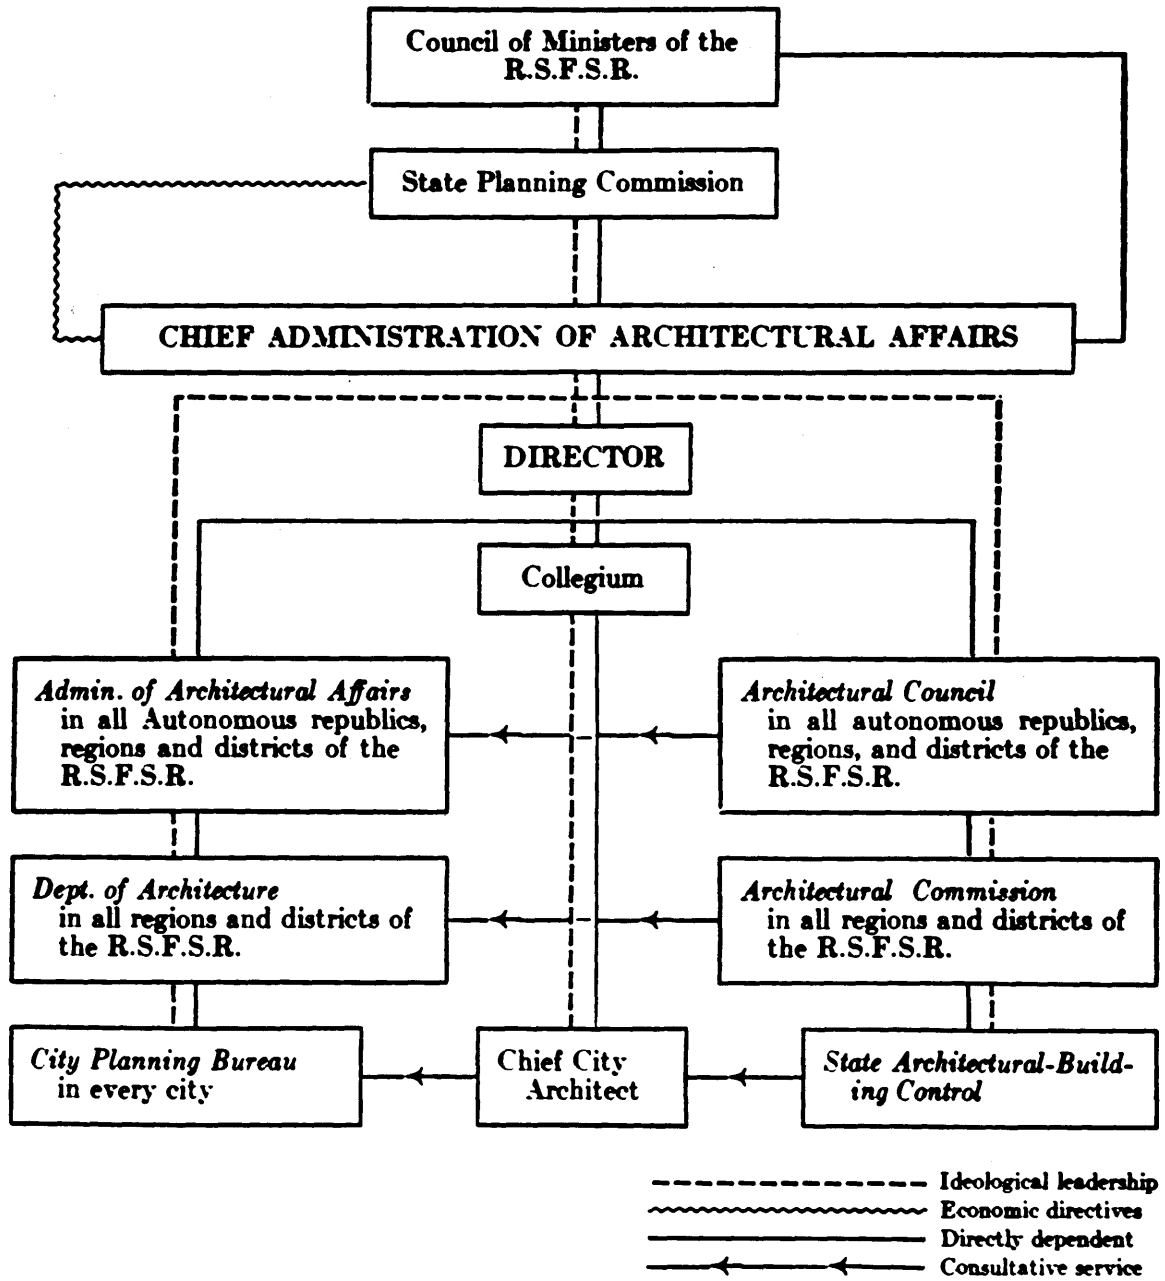 Council of Ministers of the
R.S.F.S.R.
State Planning Commission
CHIEF ADMINISTRATION OF ARCHITECTURAL AFFAIRS
DIRECTOR
Collegium
Admin. of Architectural Affairs
in all Autonomous republics,
regions and districts of the
R.S.F.S.R.
Architectural Council
in all autonomous republics,
regions, and districts of the
R.S.F.S.R.
Dept. of Architecture
in all regions and districts of
the R.S.F.S.R.
Architectural Commission
in all regions and districts of
the R.S.F.S.R.
City Planning Bureau
in every city
Chief City
Architect
State Architectural-Build-
ing Control
Ideological leadership
Economic directives
Directly dependent
Consultative service